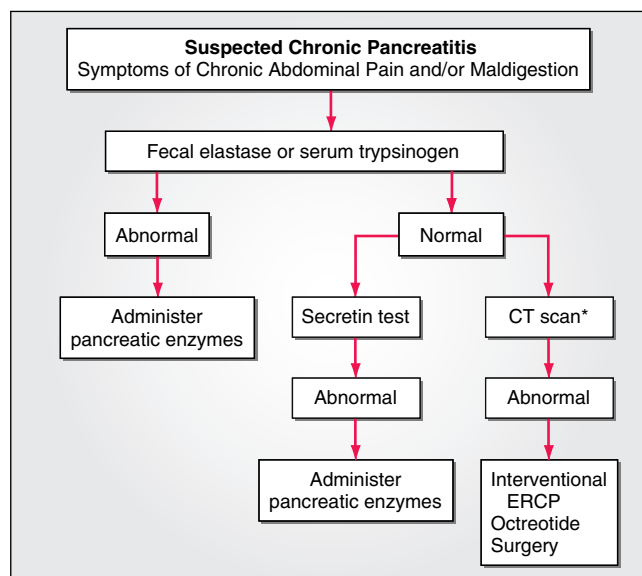 Suspected Chronic Pancreatitis
Symptoms of Chronic Abdominal Pain and/or Maldigestion
Fecal elastase or serum trypsinogen
Abnormal
Normal
Administer
pancreatic enzymes
Secretin test
CT scan*
Abnormal
Abnormal
Administer
pancreatic enzymes
Interventional
ERCP
Octreotide
Surgery